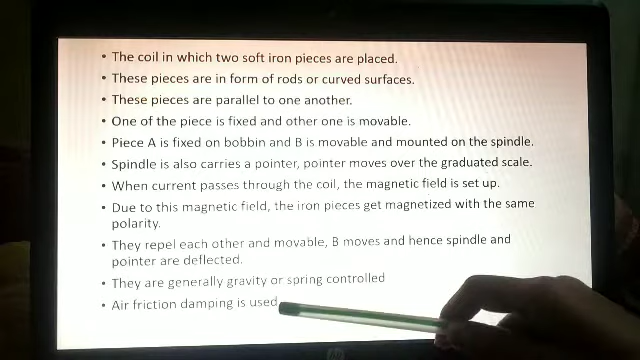 • The coil in which two soft iron pieces are placed.
• These pieces are in form of rods or curved surfaces.
• These pieces are parallel to one another.
• One of the piece is fixed and other one is movable.
• Piece A is fixed on bobbin and B is movable and mounted on the spindle.
• Spindle is also carries a pointer, pointer moves over the graduated scale.
• When current passes through the coil, the magnetic field is set up.
• Due to this magnetic field, the iron pieces get magnetized with the same
polarity.
• They repel each other and movable, B moves and hence spindle and
pointer are deflected.
• They are generally gravity or spring controlled
• Air friction damping is used
hp